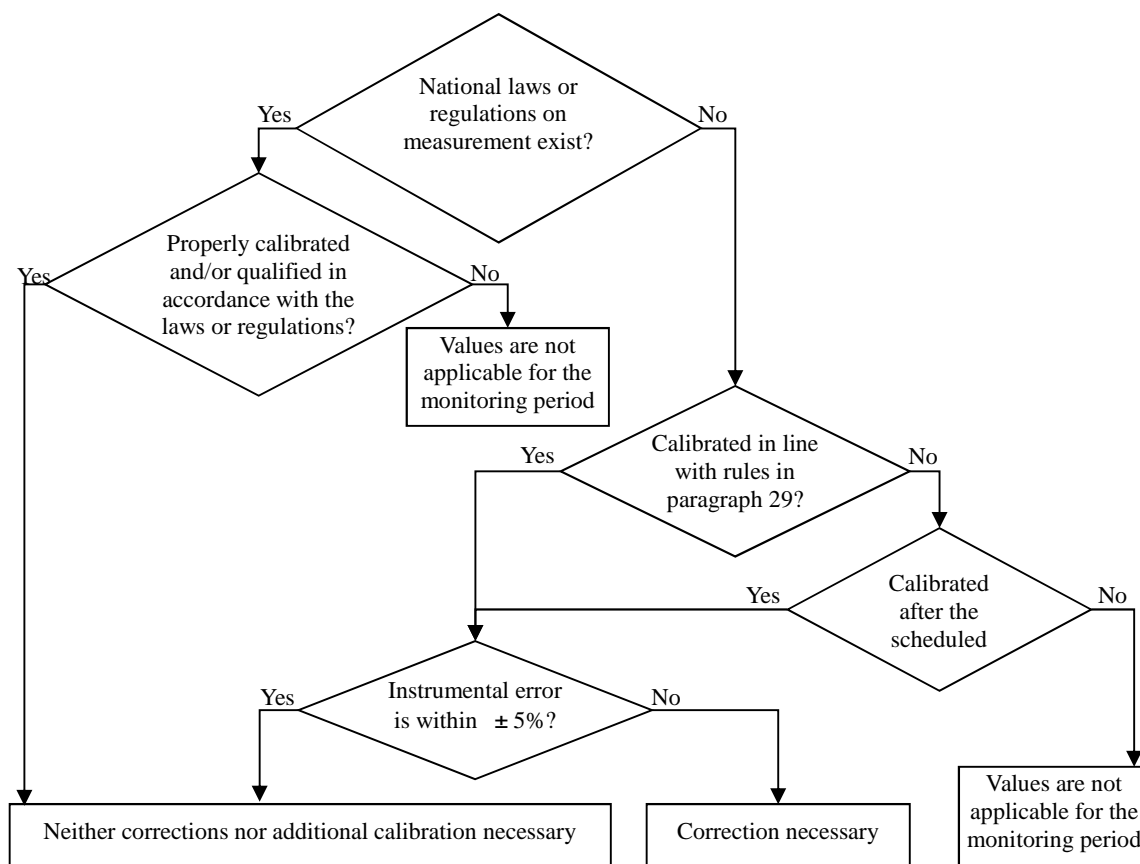 National laws or
regulations on
measurement exist?
Yes
No
Properly calibrated
and/or qualified in
accordance with the
laws or regulations?
Yes
No
Values are not
applicable for the
monitoring period
Calibrated in line
with rules in
paragraph 29?
Yes
No
Calibrated
after the
scheduled
Yes
No
Instrumental error
is within ± 5%?
Yes
No
Neither corrections nor additional calibration necessary
Correction necessary
Values are not
applicable for the
monitoring period